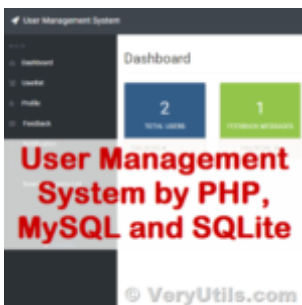 User Management System
Dashboard
Dashboard
Userlist
Profile
Feedback
2
TOTAL USERS
1
FEEDBACK MESSAGES
User Management
System by PHP,
MySQL and SQLite
© VeryUtils.com